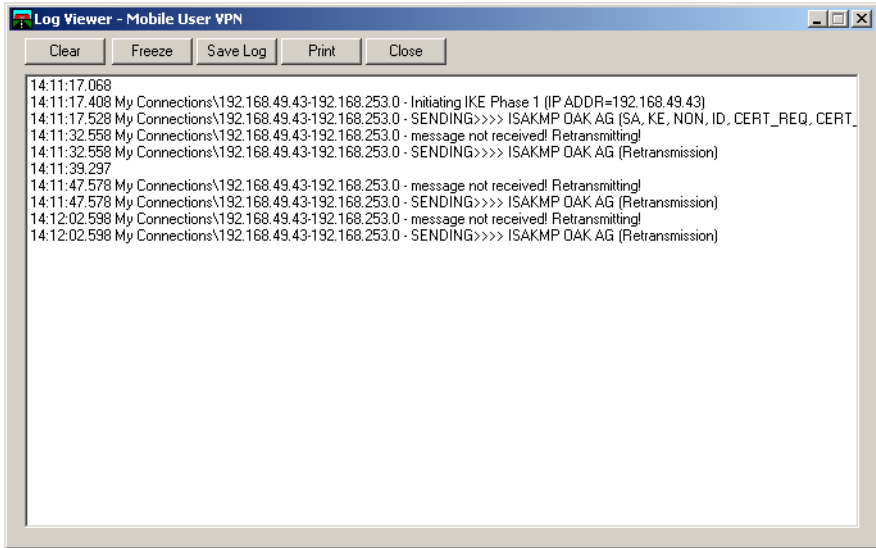 Log Viewer - Mobile User VPN
Clear Freeze Save Log Print Close
14:11:17.068
14:11:17.408 My Connections\192.168.49.43-192.168.253.0 - Initiating IKE Phase 1 (IP ADDR=192.168.49.43)
14:11:17.528 My Connections\192.168.49.43-192.168.253.0 - SENDING>>>> ISAKMP OAK AG (SA, KE, NON, ID, CERT_REQ, CERT_
14:11:32.558 My Connections\192.168.49.43-192.168.253.0 - message not received! Retransmitting!
14:11:32.558 My Connections\192.168.49.43-192.168.253.0 - SENDING>>>> ISAKMP OAK AG (Retransmission)
14:11:39.297
14:11:47.578 My Connections\192.168.49.43-192.168.253.0 - message not received! Retransmitting!
14:11:47.578 My Connections\192.168.49.43-192.168.253.0 - SENDING>>>> ISAKMP OAK AG (Retransmission)
14:12:02.598 My Connections\192.168.49.43-192.168.253.0 - message not received! Retransmitting!
14:12:02.598 My Connections\192.168.49.43-192.168.253.0 - SENDING>>>> ISAKMP OAK AG (Retransmission)